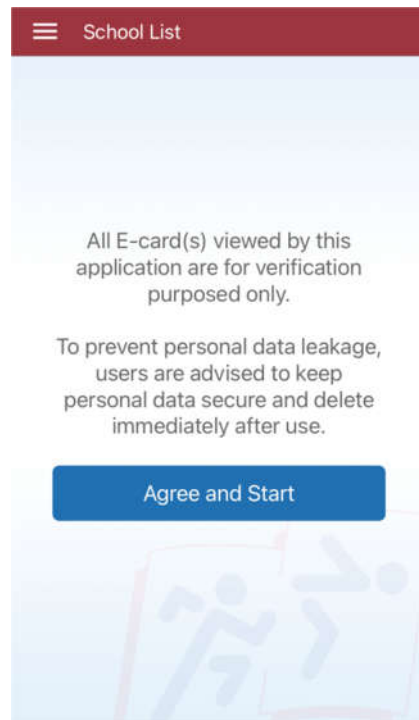 School List
All E-card(s) viewed by this
application are for verification
purposed only.
To prevent personal data leakage,
users are advised to keep
personal data secure and delete
immediately after use.
Agree and Start